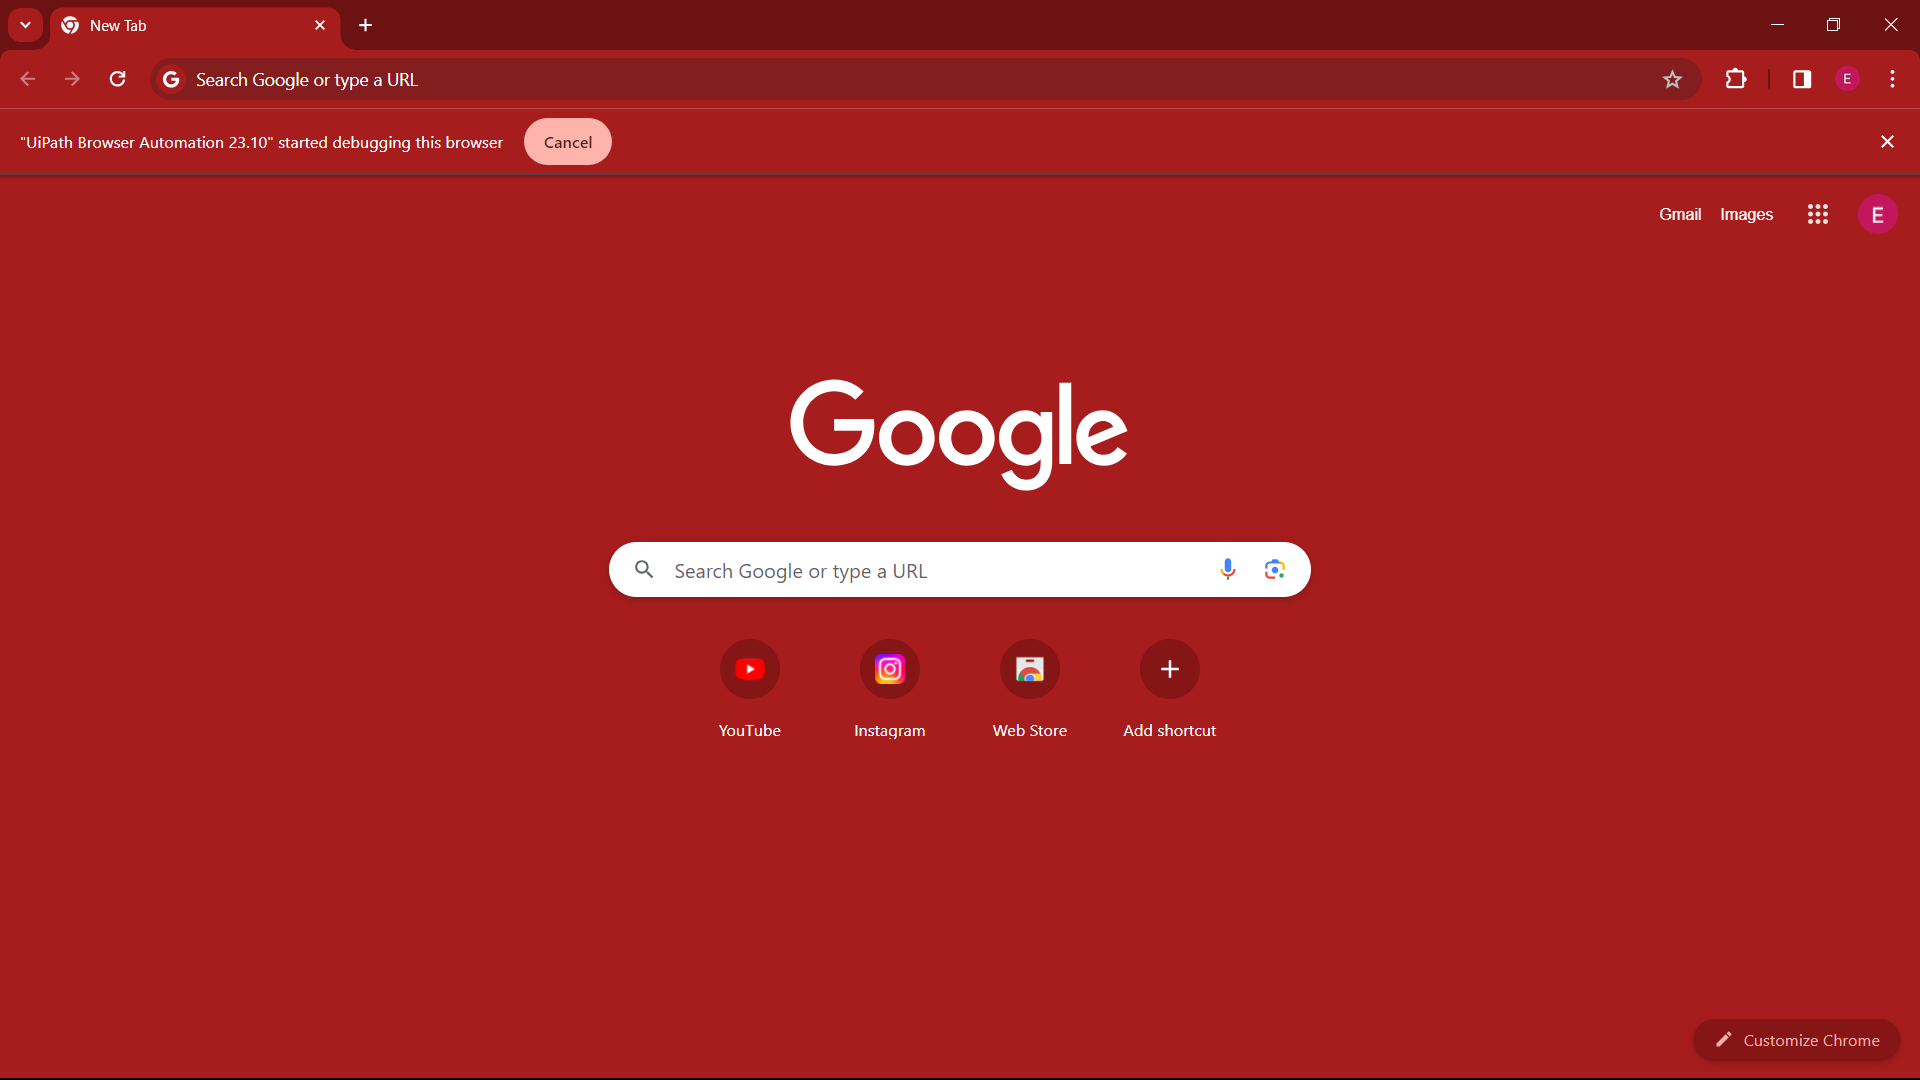 New Tab
Search Google or type a URL
E
"UiPath Browser Automation 23.10" started debugging this browser
Cancel
Gmail
Images
E
Google
Search Google or type a URL
YouTube
Instagram
Web Store
Add shortcut
Customize Chrome